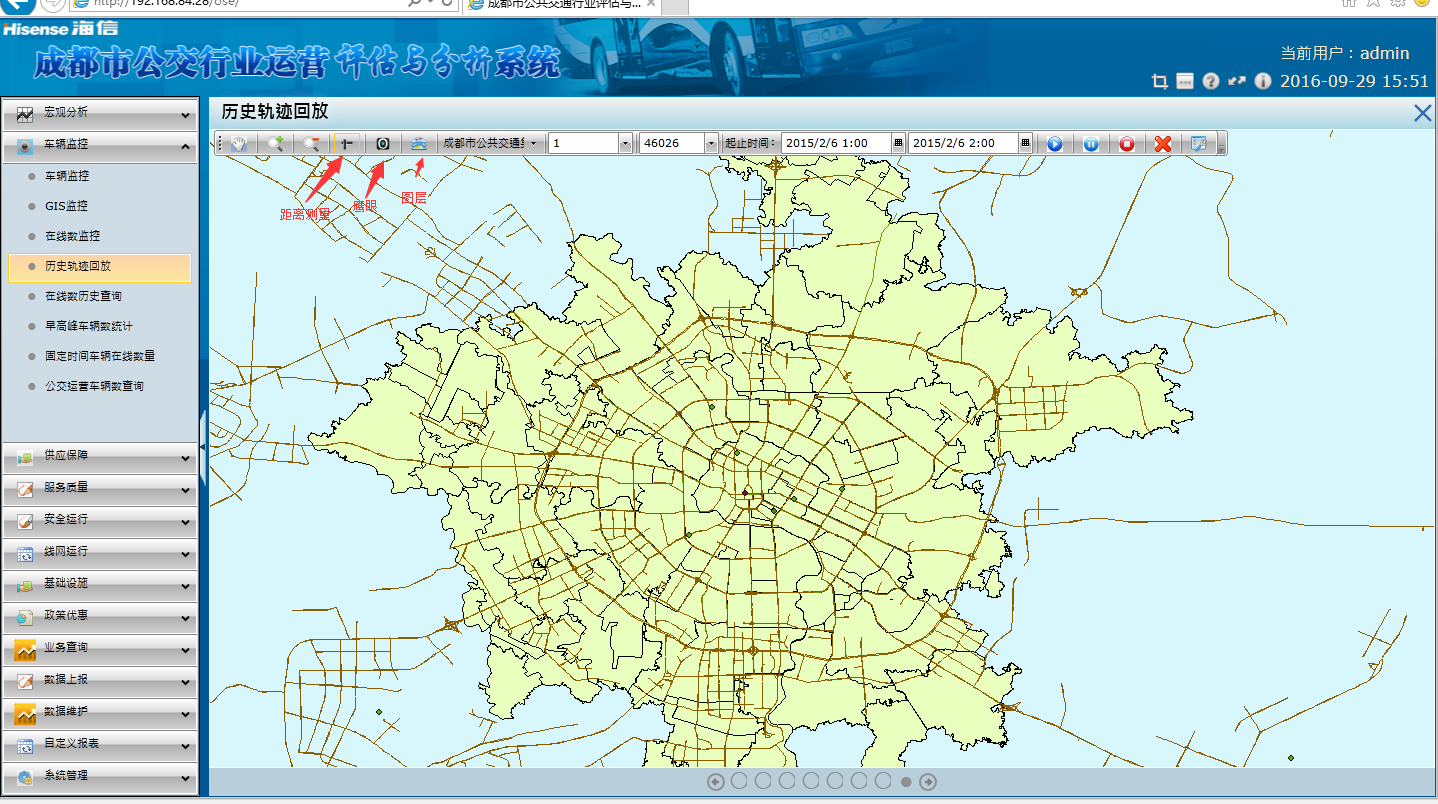 http://192.168.84.28/ose/
成都市公共交通行业评估与...
Hisense 海信
成都市公交行业运营评估与分析系统
当前用户：admin
2016-09-29 15:51
宏观分析
车辆监控
车辆监控
GIS监控
在线数监控
历史轨迹回放
在线数历史查询
早高峰车辆数统计
固定时间车辆在线数量
公交运营车辆数查询
供应保障
服务质量
安全运行
线网运行
基础设施
政策优惠
业务查询
数据上报
数据维护
自定义报表
系统管理
历史轨迹回放
成都市公共交通集 1 46026 起止时间： 2015/2/6 1:00 2015/2/6 2:00
距离测量
鹰眼
图层